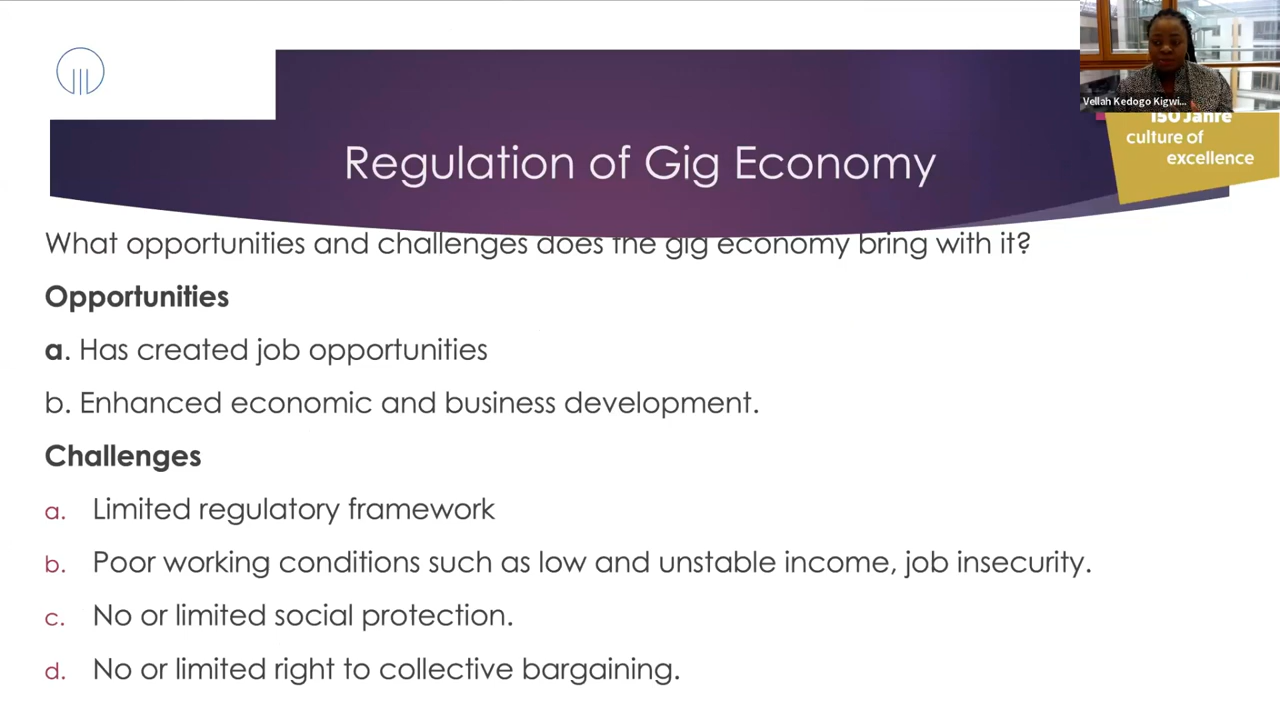 Vellah Kedogo Kigwi...
150 Jahre
culture of
excellence
Regulation of Gig Economy
What opportunities and challenges does the gig economy bring with it?
Opportunities
a. Has created job opportunities
b. Enhanced economic and business development.
Challenges
a. Limited regulatory framework
b. Poor working conditions such as low and unstable income, job insecurity.
c. No or limited social protection.
d. No or limited right to collective bargaining.